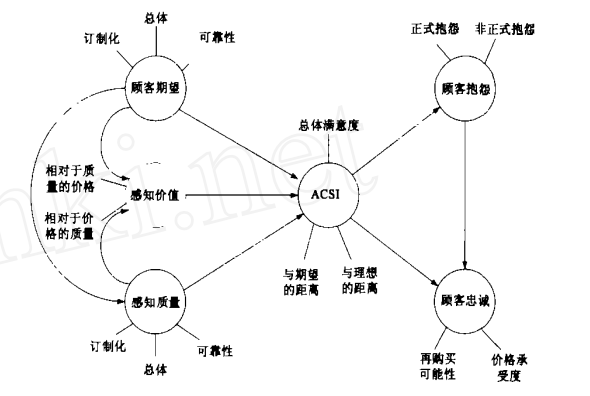 总体
订制化
可靠性
顾客期望
正式抱怨
非正式抱怨
顾客抱怨
总体满意度
相对于质
量的价格
感知价值
ACSI
相对于价
格的质量
与期望
的距离
与理想
的距离
感知质量
顾客忠诚
订制化
总体
可靠性
再购买
可能性
价格承
受度
nki.net